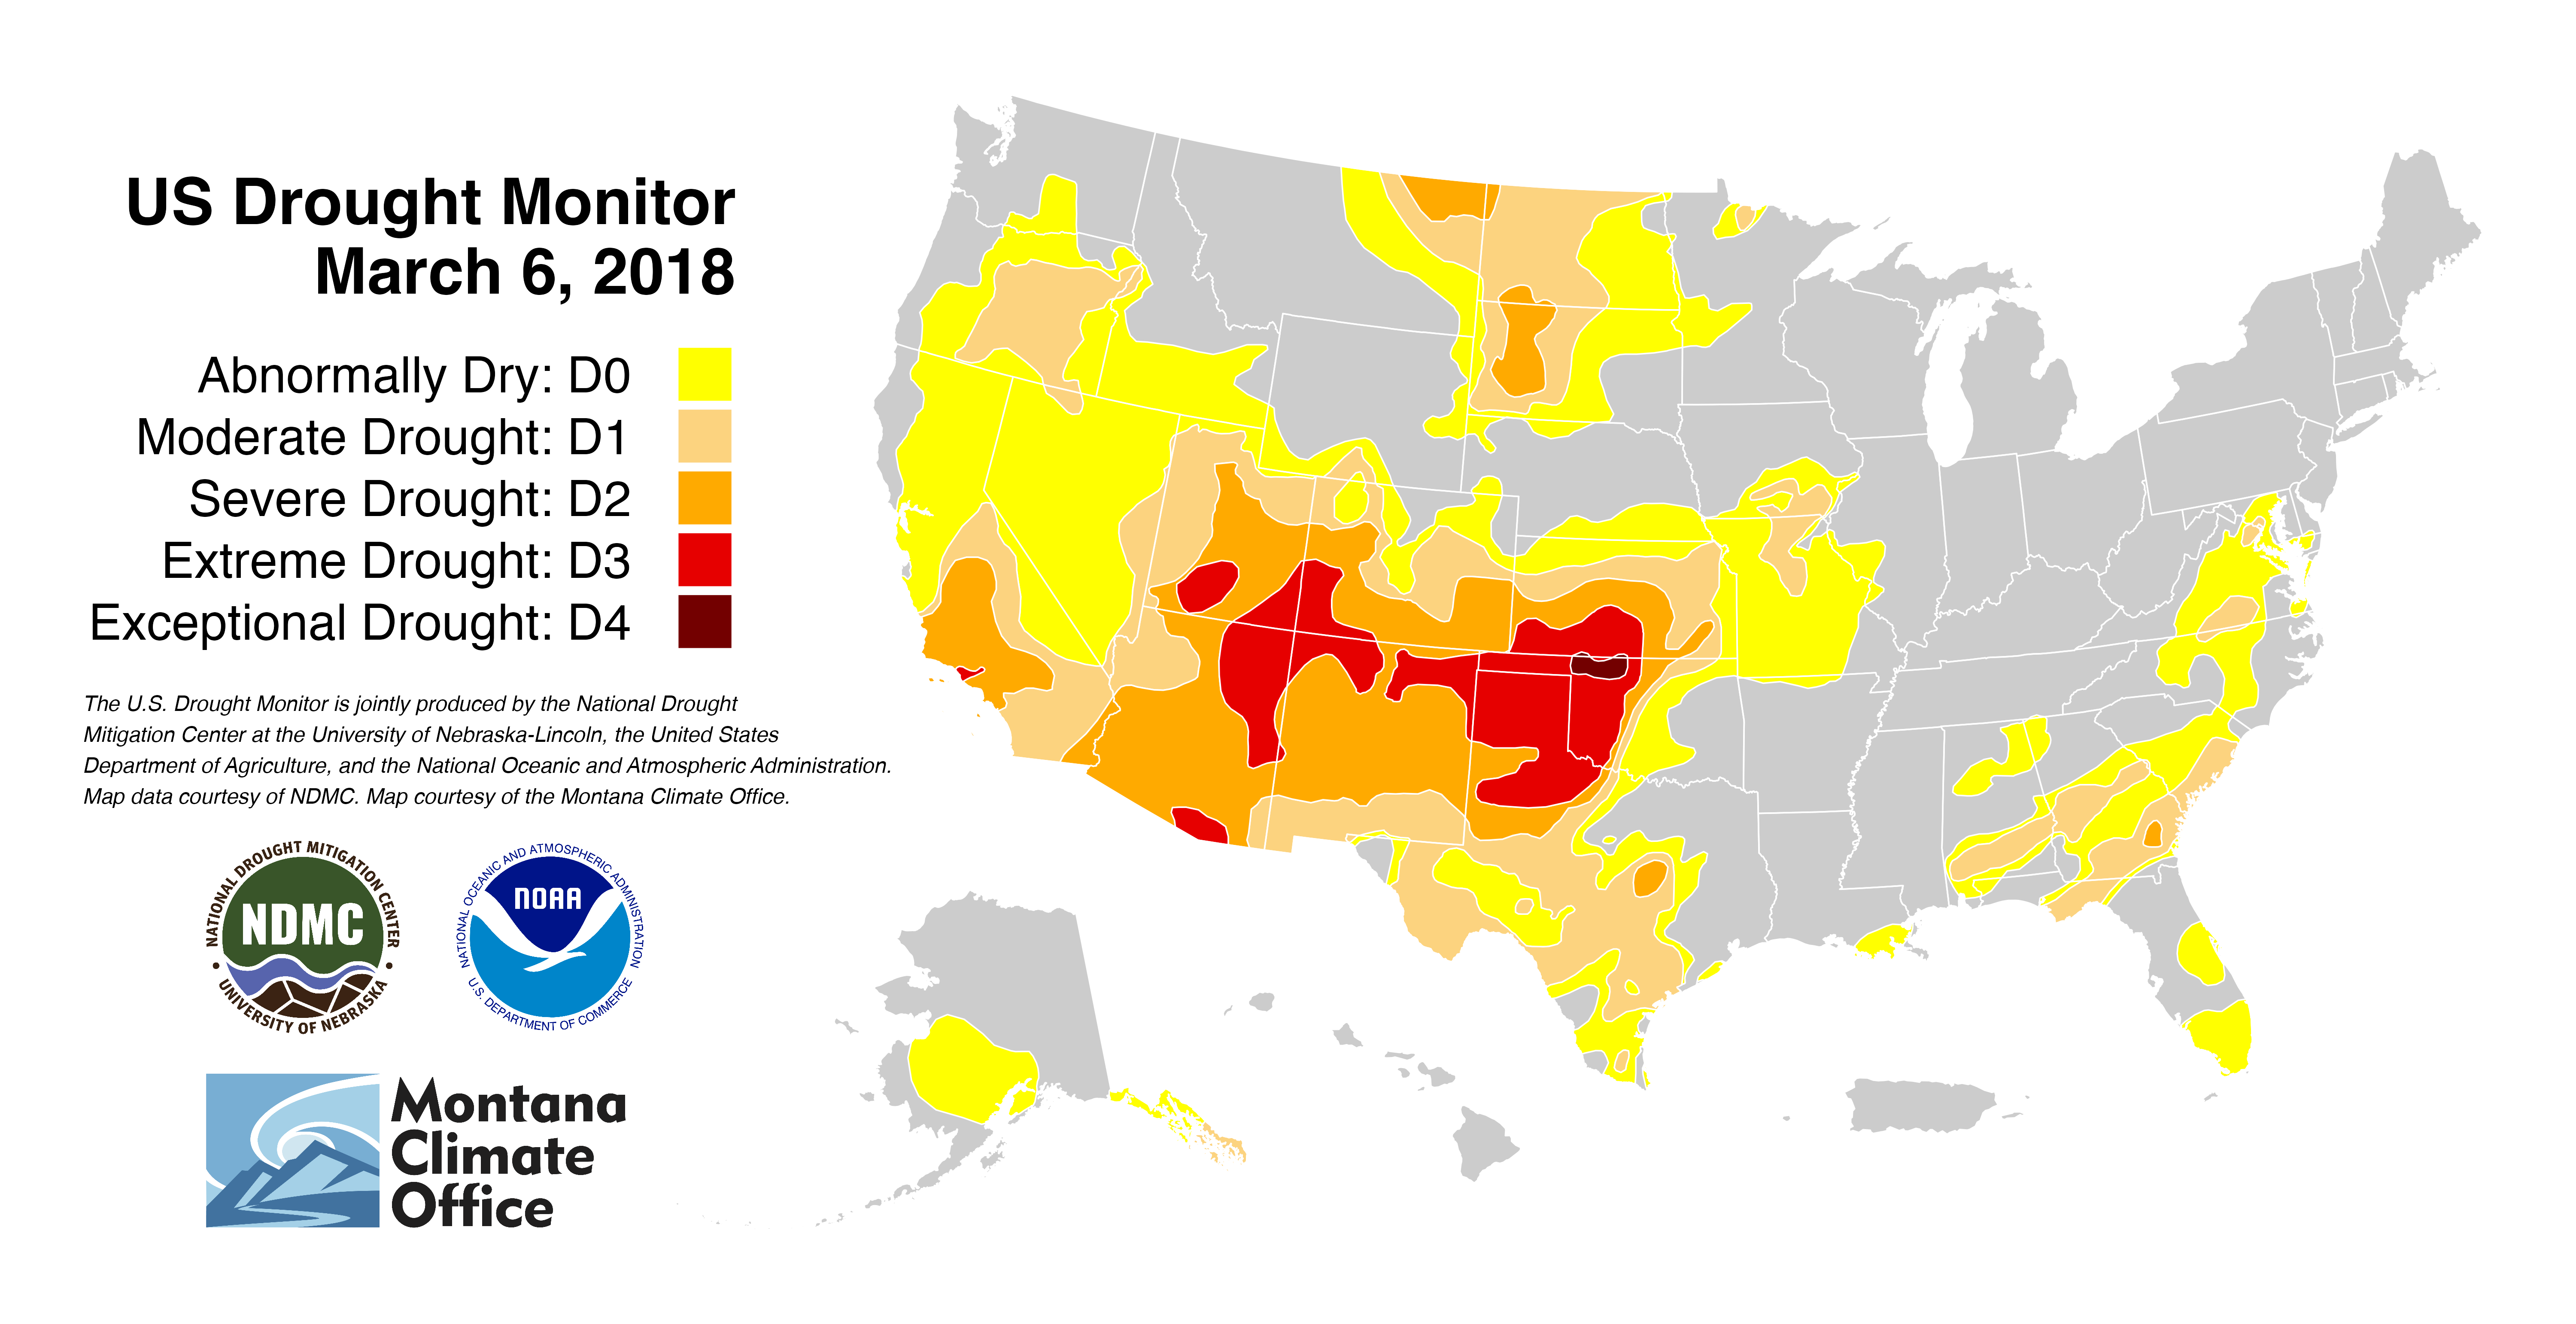 US Drought Monitor
March 6, 2018
Abnormally Dry: D0
Moderate Drought: D1
Severe Drought: D2
Extreme Drought: D3
Exceptional Drought: D4
The U.S. Drought Monitor is jointly produced by the National Drought
Mitigation Center at the University of Nebraska-Lincoln, the United States
Department of Agriculture, and the National Oceanic and Atmospheric Administration.
Map data courtesy of NDMC. Map courtesy of the Montana Climate Office.
NATIONAL DROUGHT MITIGATION CENTER
NDMC
• UNIVERSITY OF NEBRASKA •
NATIONAL OCEANIC AND ATMOSPHERIC ADMINISTRATION
NOAA
U.S. DEPARTMENT OF COMMERCE
Montana
Climate
Office